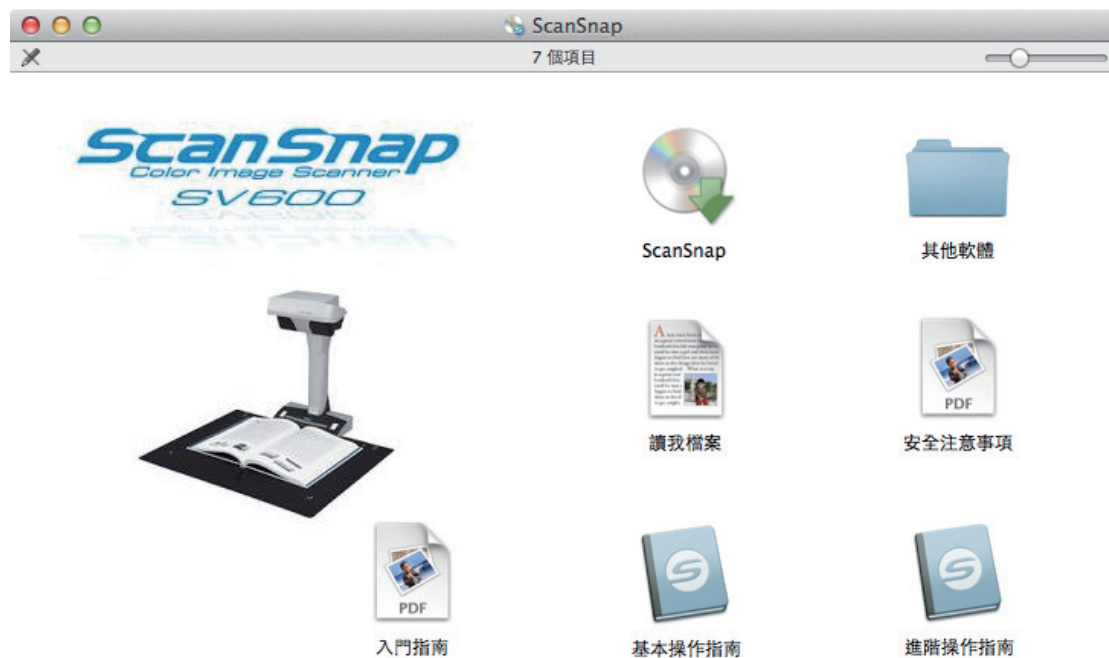 ScanSnap
7 個項目
ScanSnap
Color Image Scanner
SV600
ScanSnap
其他軟體
讀我檔案
PDF
安全注意事項
PDF
入門指南
基本操作指南
進階操作指南